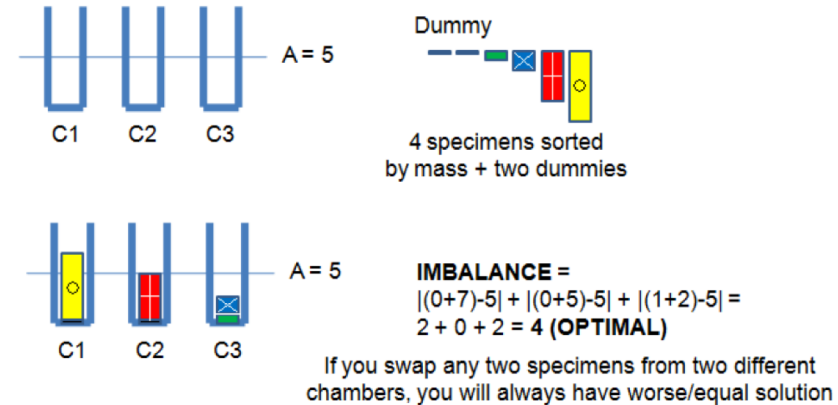 A = 5
C1 C2 C3
Dummy
4 specimens sorted
by mass + two dummies
A = 5
C1 C2 C3
IMBALANCE =
|(0+7)-5| + |(0+5)-5| + |(1+2)-5| =
2 + 0 + 2 = 4 (OPTIMAL)
If you swap any two specimens from two different
chambers, you will always have worse/equal solution